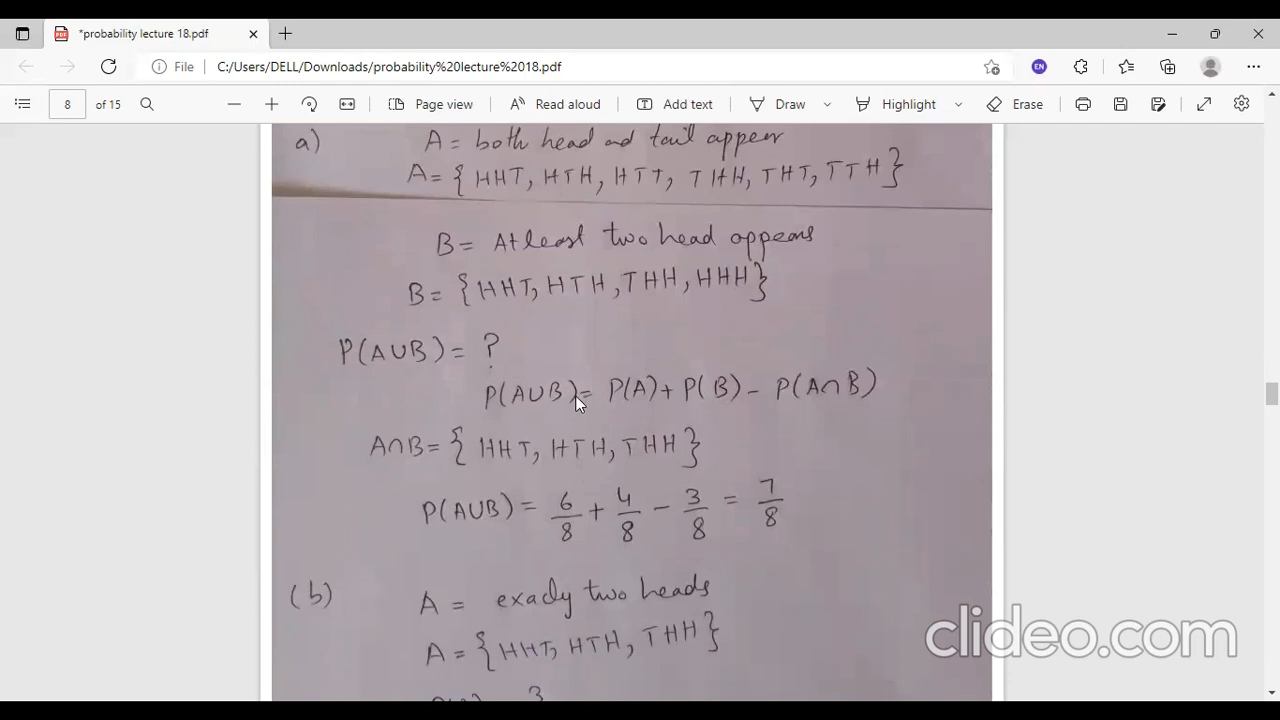 *probability lecture 18.pdf
File C:/Users/DELL/Downloads/probability%20lecture%2018.pdf
EN
8 of 15 Page view Read aloud Add text Draw Highlight Erase
a) A = both head and tail appear
A = { HHT, HTH, HTT, THH, THT, TTH }
B = Atleast two head appears
B = {HHT, HTH, THH, HHH}
P(A∪B) = ?
P(A∪B) = P(A) + P(B) - P(A∩B)
A∩B = { HHT, HTH, THH }
P(A∪B) = 6/8 + 4/8 - 3/8 = 7/8
(b) A = exacly two heads
A = {HHT, HTH, THH}
3
clideo.com